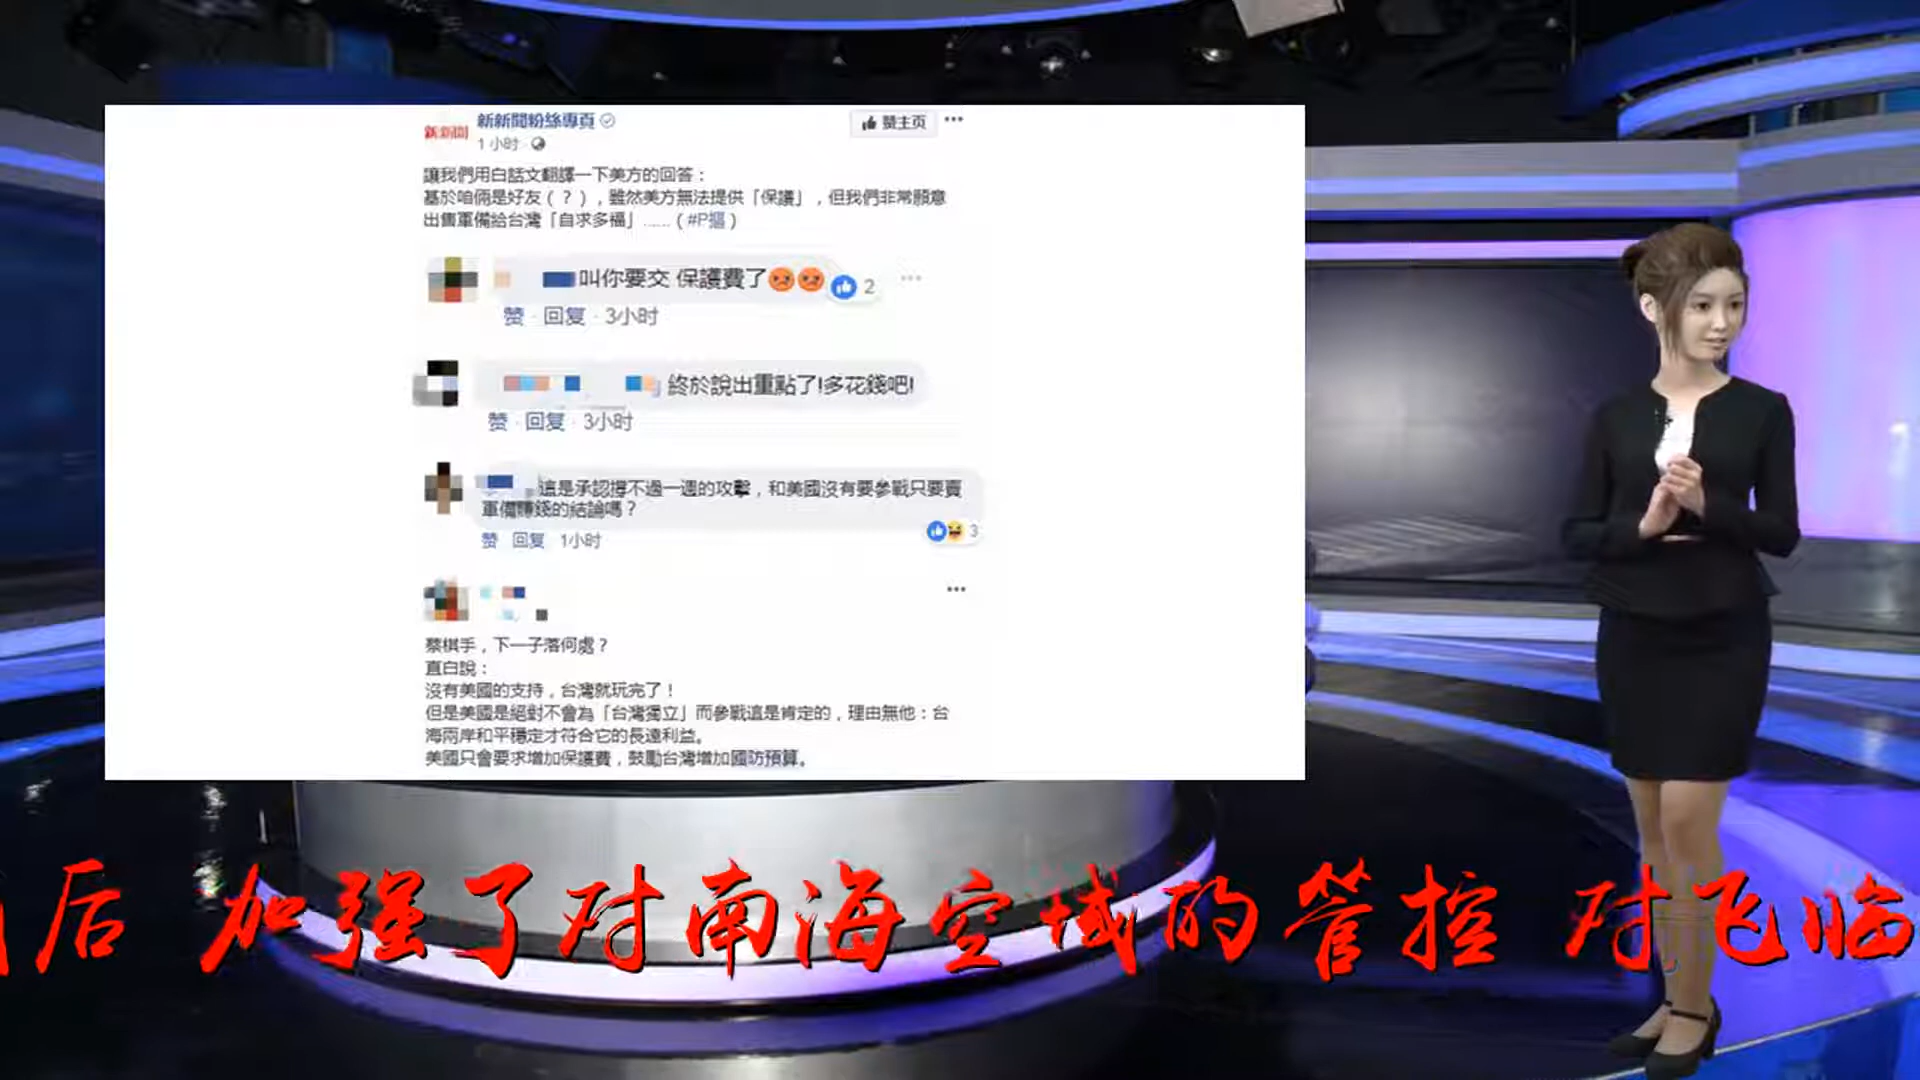 新新聞
新新聞粉絲專頁
1 小时
赞主页
讓我們用白話文翻譯一下美方的回答：
基於咱倆是好友（？），雖然美方無法提供「保護」，但我們非常願意
出售軍備給台灣「自求多福」……（#P摳）
叫你要交 保護費了
2
赞 · 回复 · 3小时
終於說出重點了!多花錢吧!
赞 · 回复 · 3小时
這是承認撐不過一週的攻擊，和美國沒有要參戰只要賣
軍備賺錢的結論嗎？
3
赞 回复 1小时
蔡棋手，下一子落何處？
直白說：
沒有美國的支持，台灣就玩完了！
但是美國是絕對不會為「台灣獨立」而參戰這是肯定的，理由無他：台
海兩岸和平穩定才符合它的長遠利益。
美國只會要求增加保護費，鼓勵台灣增加國防預算。
后 加强了对南海空域的管控 对飞临